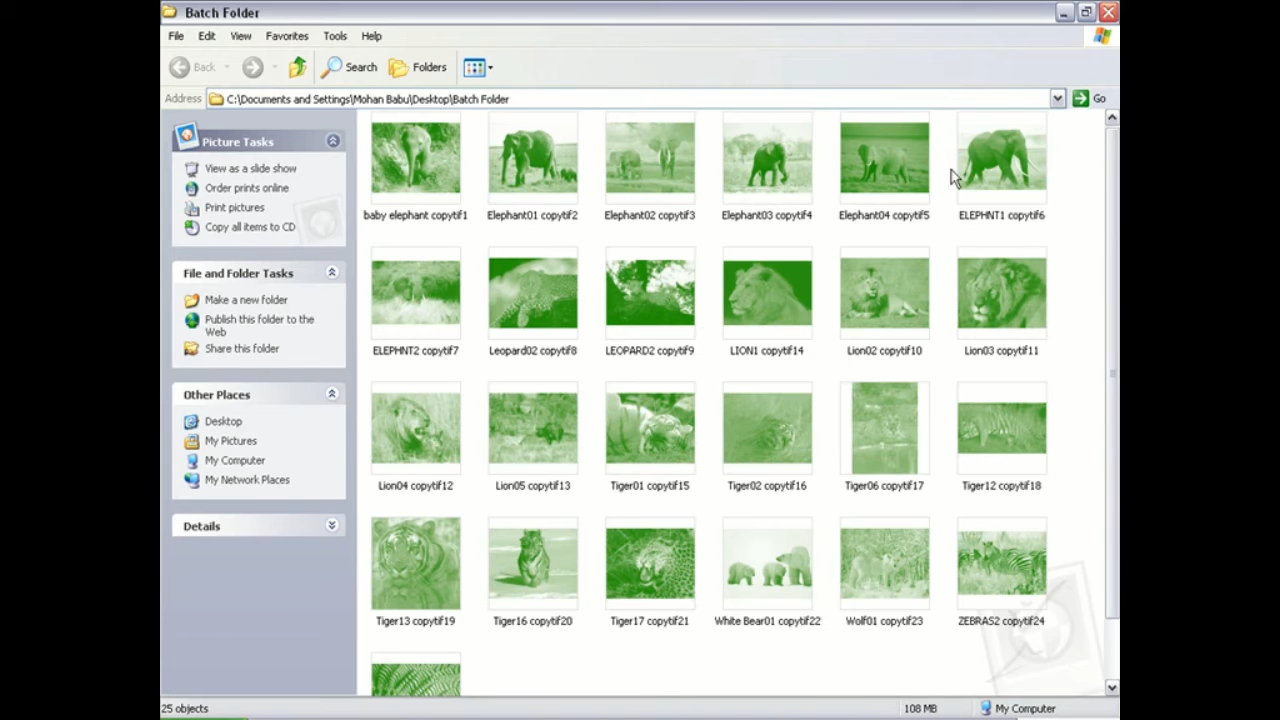 Batch Folder
File Edit View Favorites Tools Help
Back Search Folders
Address C:\Documents and Settings\Mohan Babu\Desktop\Batch Folder Go
Picture Tasks
View as a slide show
Order prints online
Print pictures
Copy all items to CD
File and Folder Tasks
Make a new folder
Publish this folder to the
Web
Share this folder
Other Places
Desktop
My Pictures
My Computer
My Network Places
Details
baby elephant copytif1 Elephant01 copytif2 Elephant02 copytif3 Elephant03 copytif4 Elephant04 copytif5 ELEPHNT1 copytif6
ELEPHNT2 copytif7 Leopard02 copytif8 LEOPARD2 copytif9 LION1 copytif14 Lion02 copytif10 Lion03 copytif11
Lion04 copytif12 Lion05 copytif13 Tiger01 copytif15 Tiger02 copytif16 Tiger06 copytif17 Tiger12 copytif18
Tiger13 copytif19 Tiger16 copytif20 Tiger17 copytif21 White Bear01 copytif22 Wolf01 copytif23 ZEBRAS2 copytif24
25 objects 108 MB My Computer